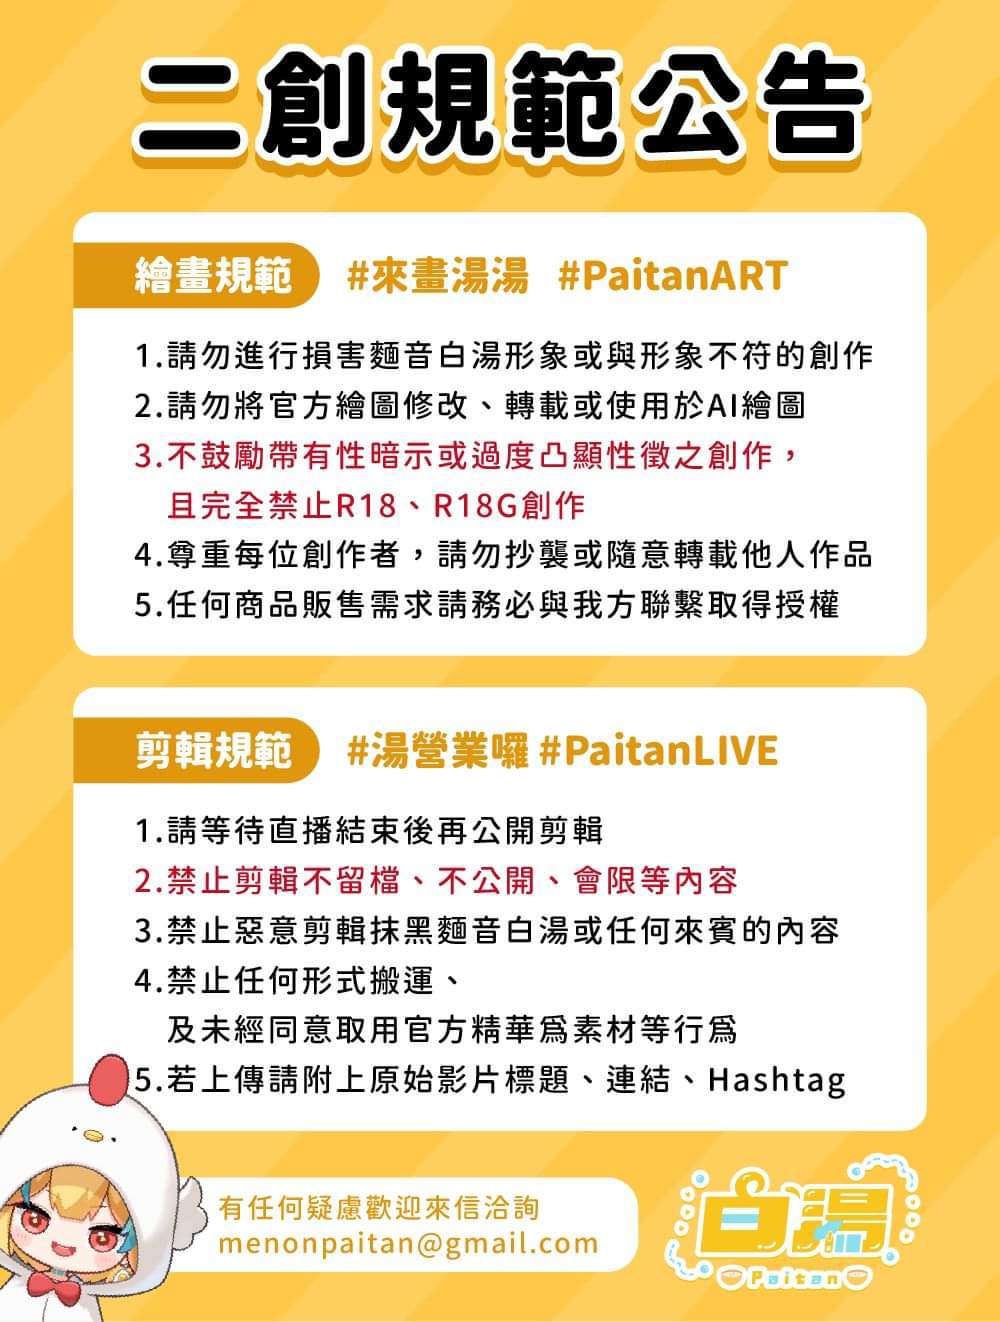 二創規範公告
繪畫規範 #來畫湯湯 #PaitanART
1.請勿進行損害麵音白湯形象或與形象不符的創作
2.請勿將官方繪圖修改、轉載或使用於AI繪圖
3.不鼓勵帶有性暗示或過度凸顯性徵之創作，
且完全禁止R18、R18G創作
4.尊重每位創作者，請勿抄襲或隨意轉載他人作品
5.任何商品販售需求請務必與我方聯繫取得授權
剪輯規範 #湯營業囉 #PaitanLIVE
1.請等待直播結束後再公開剪輯
2.禁止剪輯不留檔、不公開、會限等內容
3.禁止惡意剪輯抹黑麵音白湯或任何來賓的內容
4.禁止任何形式搬運、
及未經同意取用官方精華爲素材等行爲
5.若上傳請附上原始影片標題、連結、Hashtag
有任何疑慮歡迎來信洽詢
menonpaitan@gmail.com
白湯
Paitan